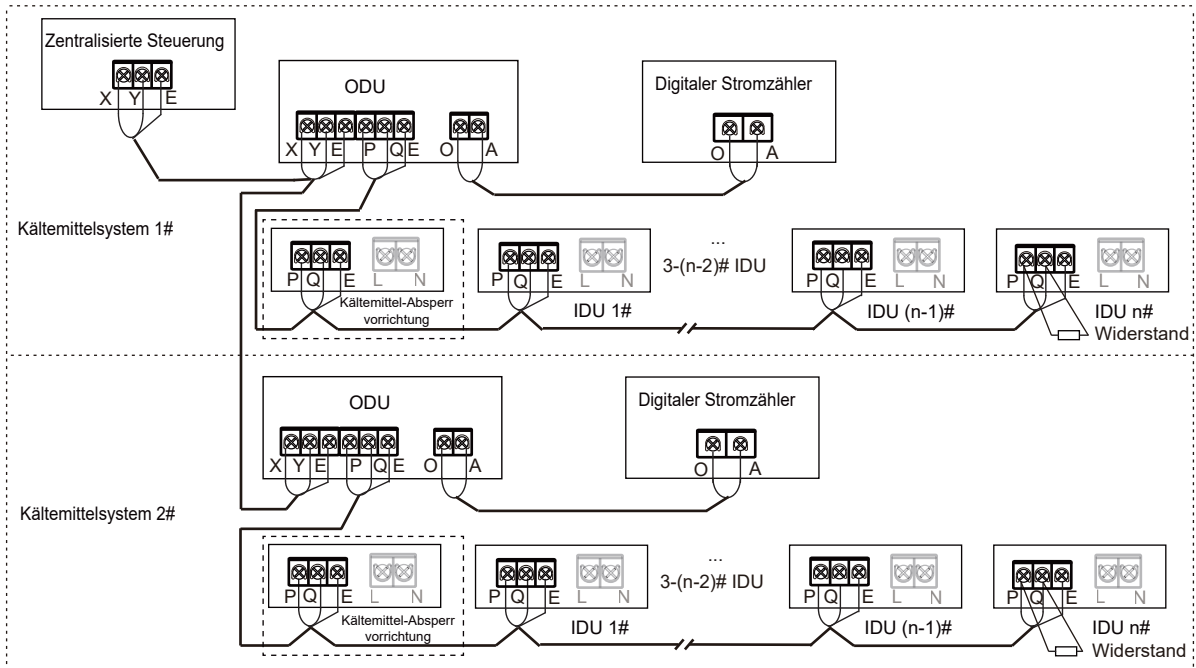 Zentralisierte Steuerung
X Y E
ODU
X Y E P Q E O A
Digitaler Stromzähler
O A
Kältemittelsystem 1#
P Q E L N
Kältemittel-Absperr
vorrichtung
P Q E L N
IDU 1#
...
3-(n-2)# IDU
P Q E L N
IDU (n-1)#
P Q E L N
IDU n#
Widerstand
ODU
X Y E P Q E O A
Digitaler Stromzähler
O A
Kältemittelsystem 2#
P Q E L N
Kältemittel-Absperr
vorrichtung
P Q E L N
IDU 1#
...
3-(n-2)# IDU
P Q E L N
IDU (n-1)#
P Q E L N
IDU n#
Widerstand